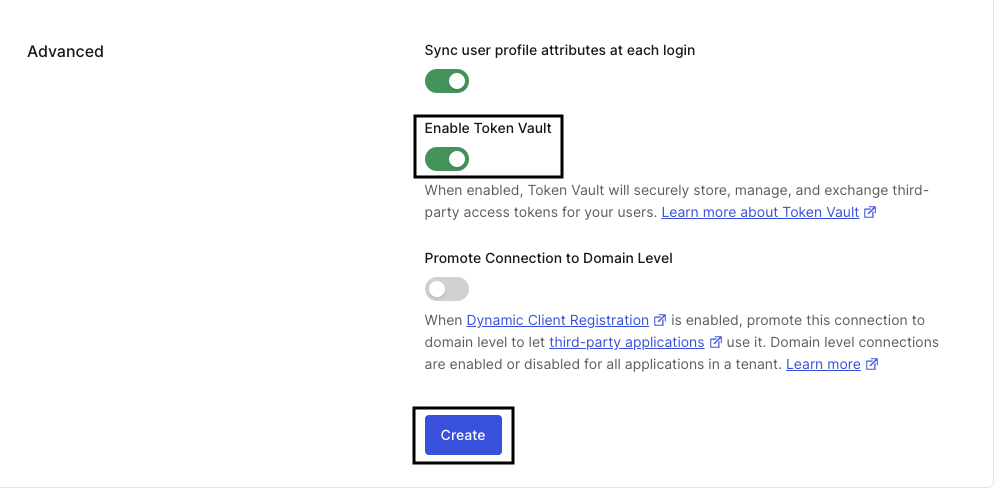 Advanced
Sync user profile attributes at each login
Enable Token Vault
When enabled, Token Vault will securely store, manage, and exchange third-
party access tokens for your users. Learn more about Token Vault
Promote Connection to Domain Level
When Dynamic Client Registration is enabled, promote this connection to
domain level to let third-party applications use it. Domain level connections
are enabled or disabled for all applications in a tenant. Learn more
Create